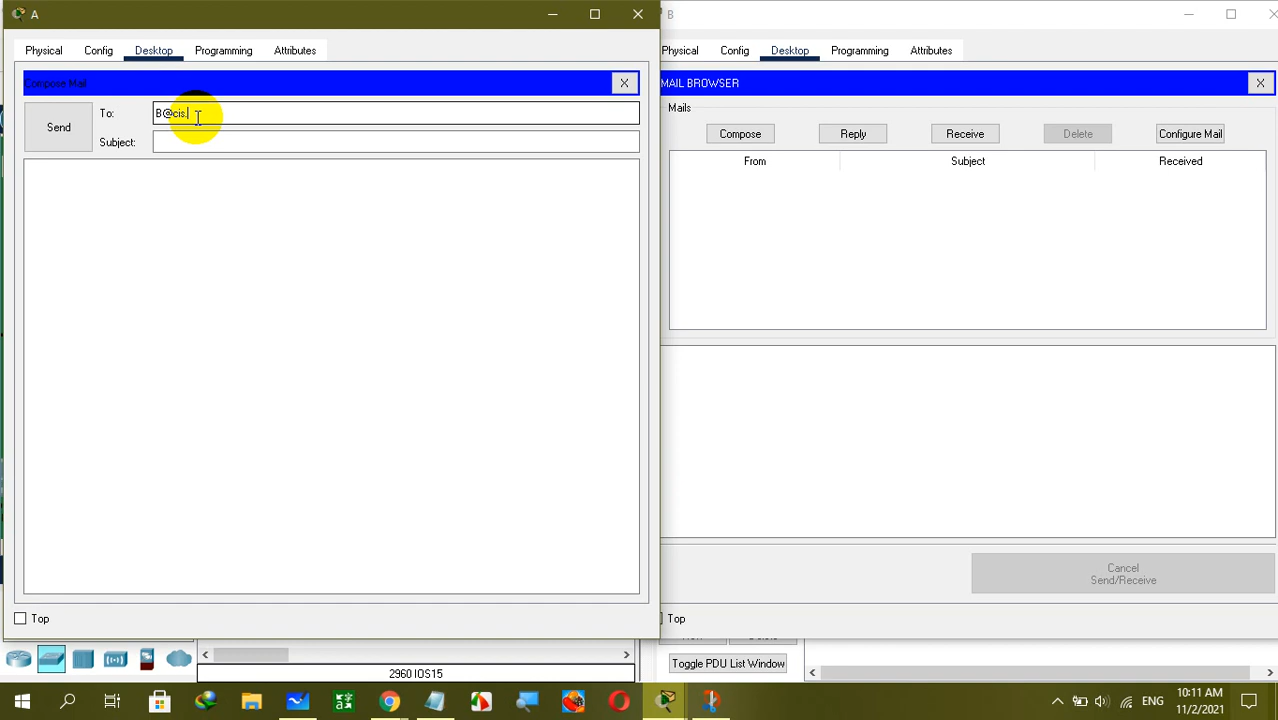 A
Physical Config Desktop Programming Attributes
Compose Mail
X
Send
To: B@cis.
Subject:
Top
B
Physical Config Desktop Programming Attributes
MAIL BROWSER
X
Mails
Compose Reply Receive Delete Configure Mail
From Subject Received
Cancel
Send/Receive
Top
Toggle PDU List Window
2960 IOS15
ENG
10:11 AM
11/2/2021